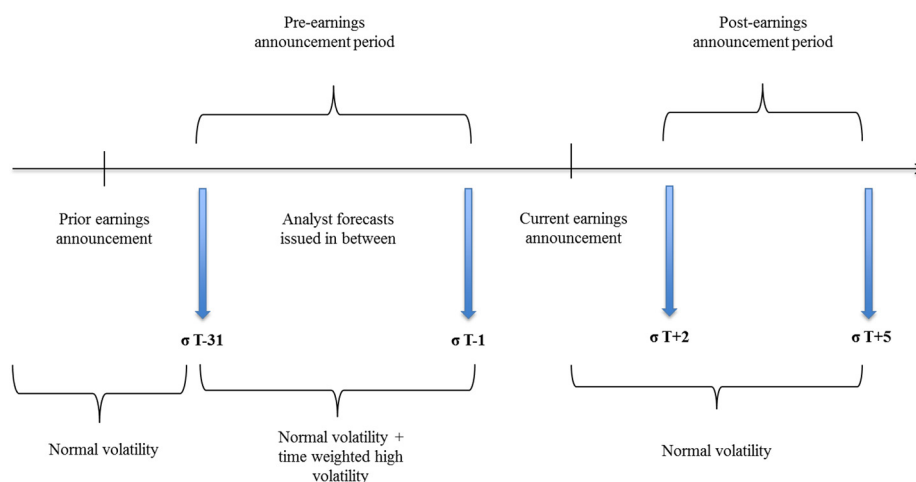 Pre-earnings
announcement period
Post-earnings
announcement period
Prior earnings
announcement
Analyst forecasts
issued in between
Current earnings
announcement
σ T-31
σ T-1
σ T+2
σ T+5
Normal volatility
Normal volatility +
time weighted high
volatility
Normal volatility